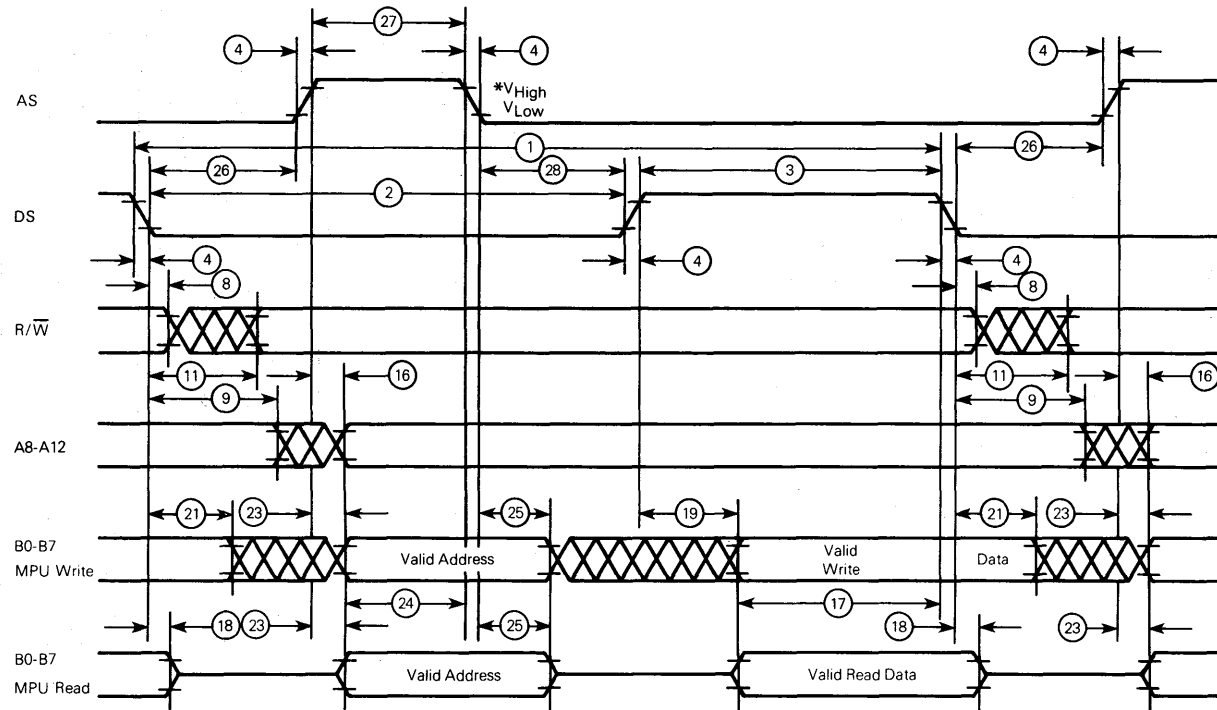 27
4
4
4
AS
*VHigh
VLow
1
26
28
3
26
2
DS
4
4
4
8
8
R/W̅
11
16
11
16
9
9
A8-A12
21
23
25
19
21
23
B0-B7
MPU Write
Valid Address
Valid
Write
Data
24
17
18
23
25
18
23
B0-B7
MPU Read
Valid Address
Valid Read Data